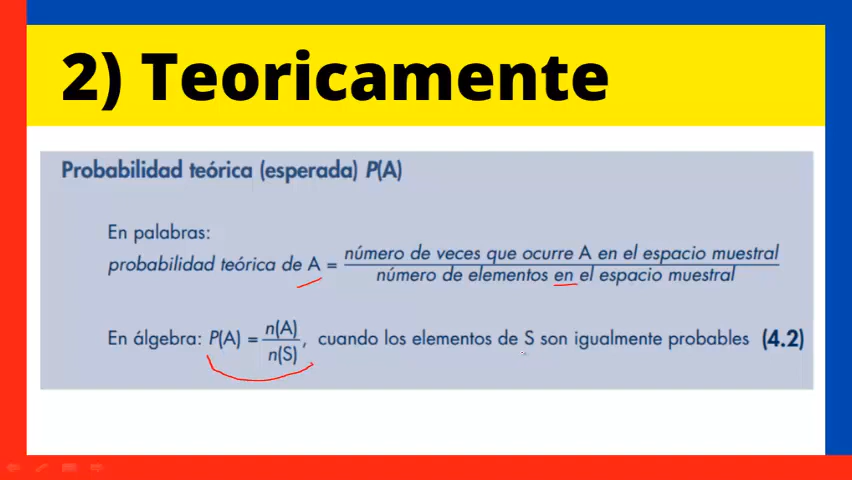 2) Teoricamente
Probabilidad teórica (esperada) P(A)
En palabras:
probabilidad teórica de A = número de veces que ocurre A en el espacio muestral
número de elementos en el espacio muestral
En álgebra: P(A) = n(A)/n(S), cuando los elementos de S son igualmente probables (4.2)